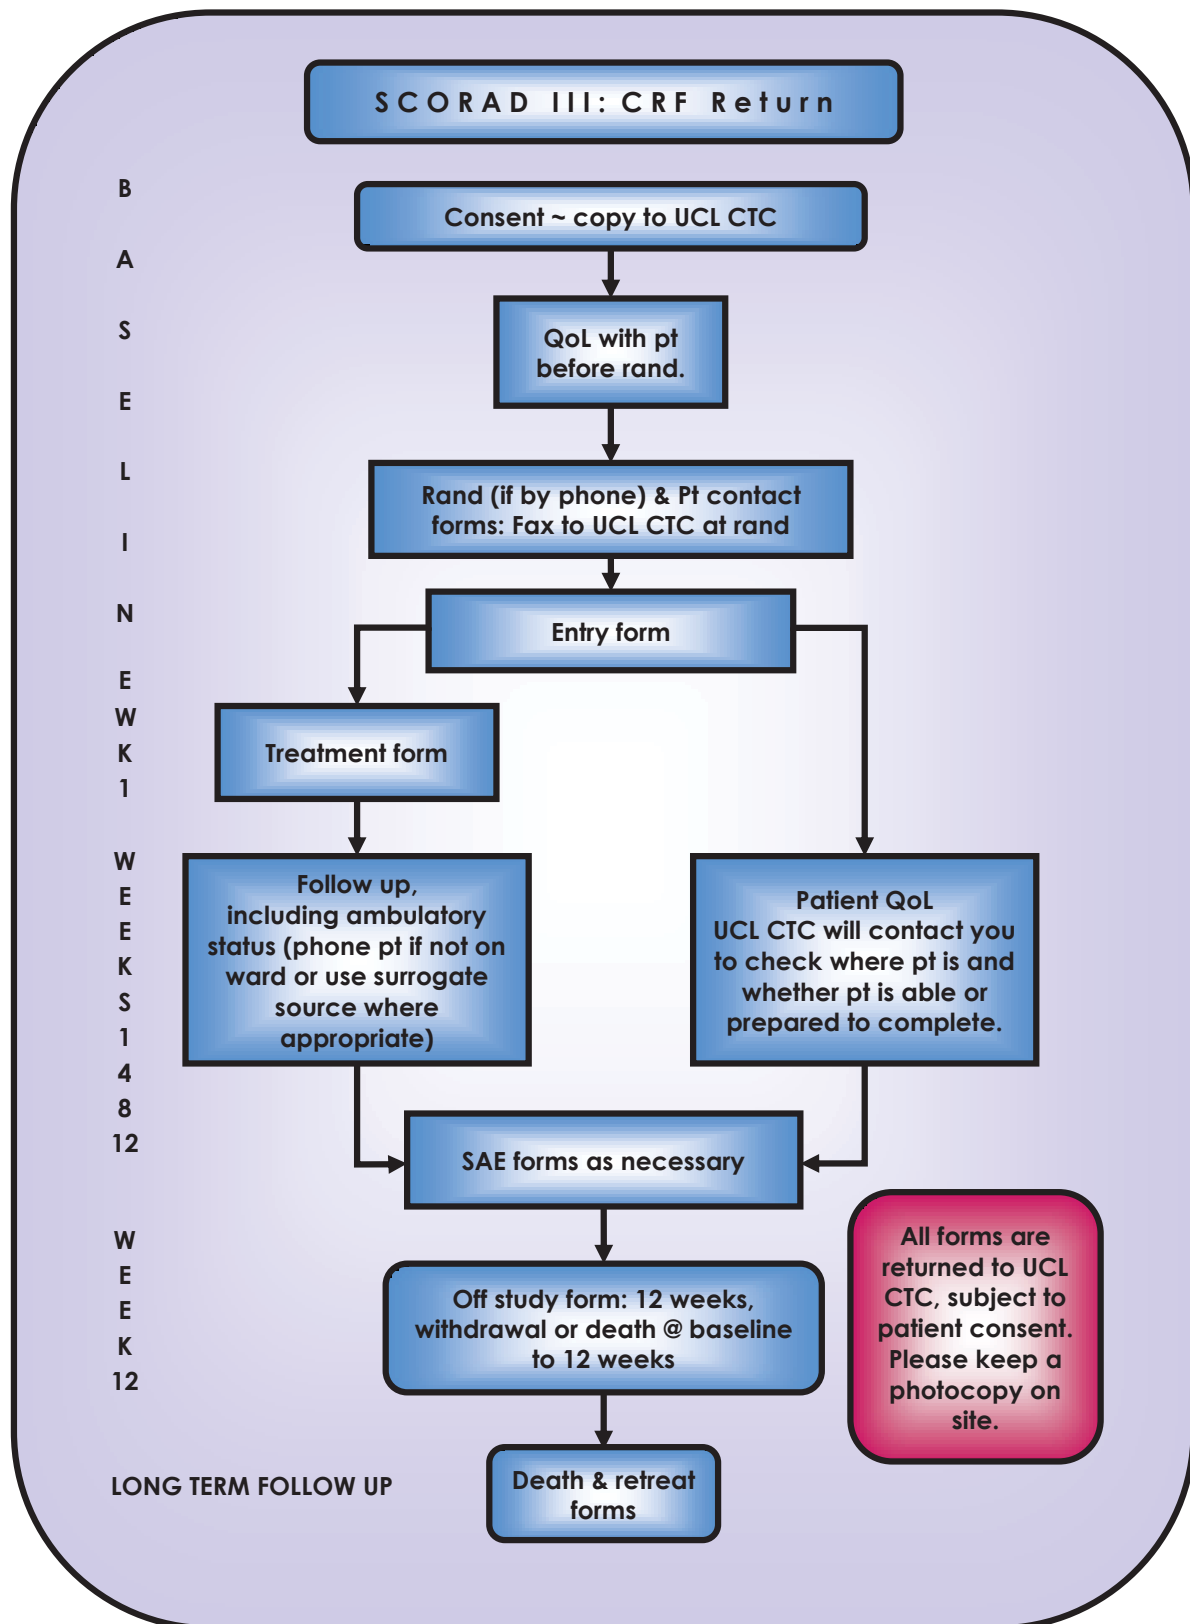 SCORAD III: CRF Return
B
A
S
E
L
I
N
E
Consent ~ copy to UCL CTC
QoL with pt
before rand.
Rand (if by phone) & Pt contact
forms: Fax to UCL CTC at rand
Entry form
W
K
1
Treatment form
W
E
E
K
S
1
4
8
12
Follow up,
including ambulatory
status (phone pt if not on
ward or use surrogate
source where
appropriate)
Patient QoL
UCL CTC will contact you
to check where pt is and
whether pt is able or
prepared to complete.
SAE forms as necessary
W
E
E
K
12
Off study form: 12 weeks,
withdrawal or death @ baseline
to 12 weeks
All forms are
returned to UCL
CTC, subject to
patient consent.
Please keep a
photocopy on
site.
LONG TERM FOLLOW UP
Death & retreat
forms